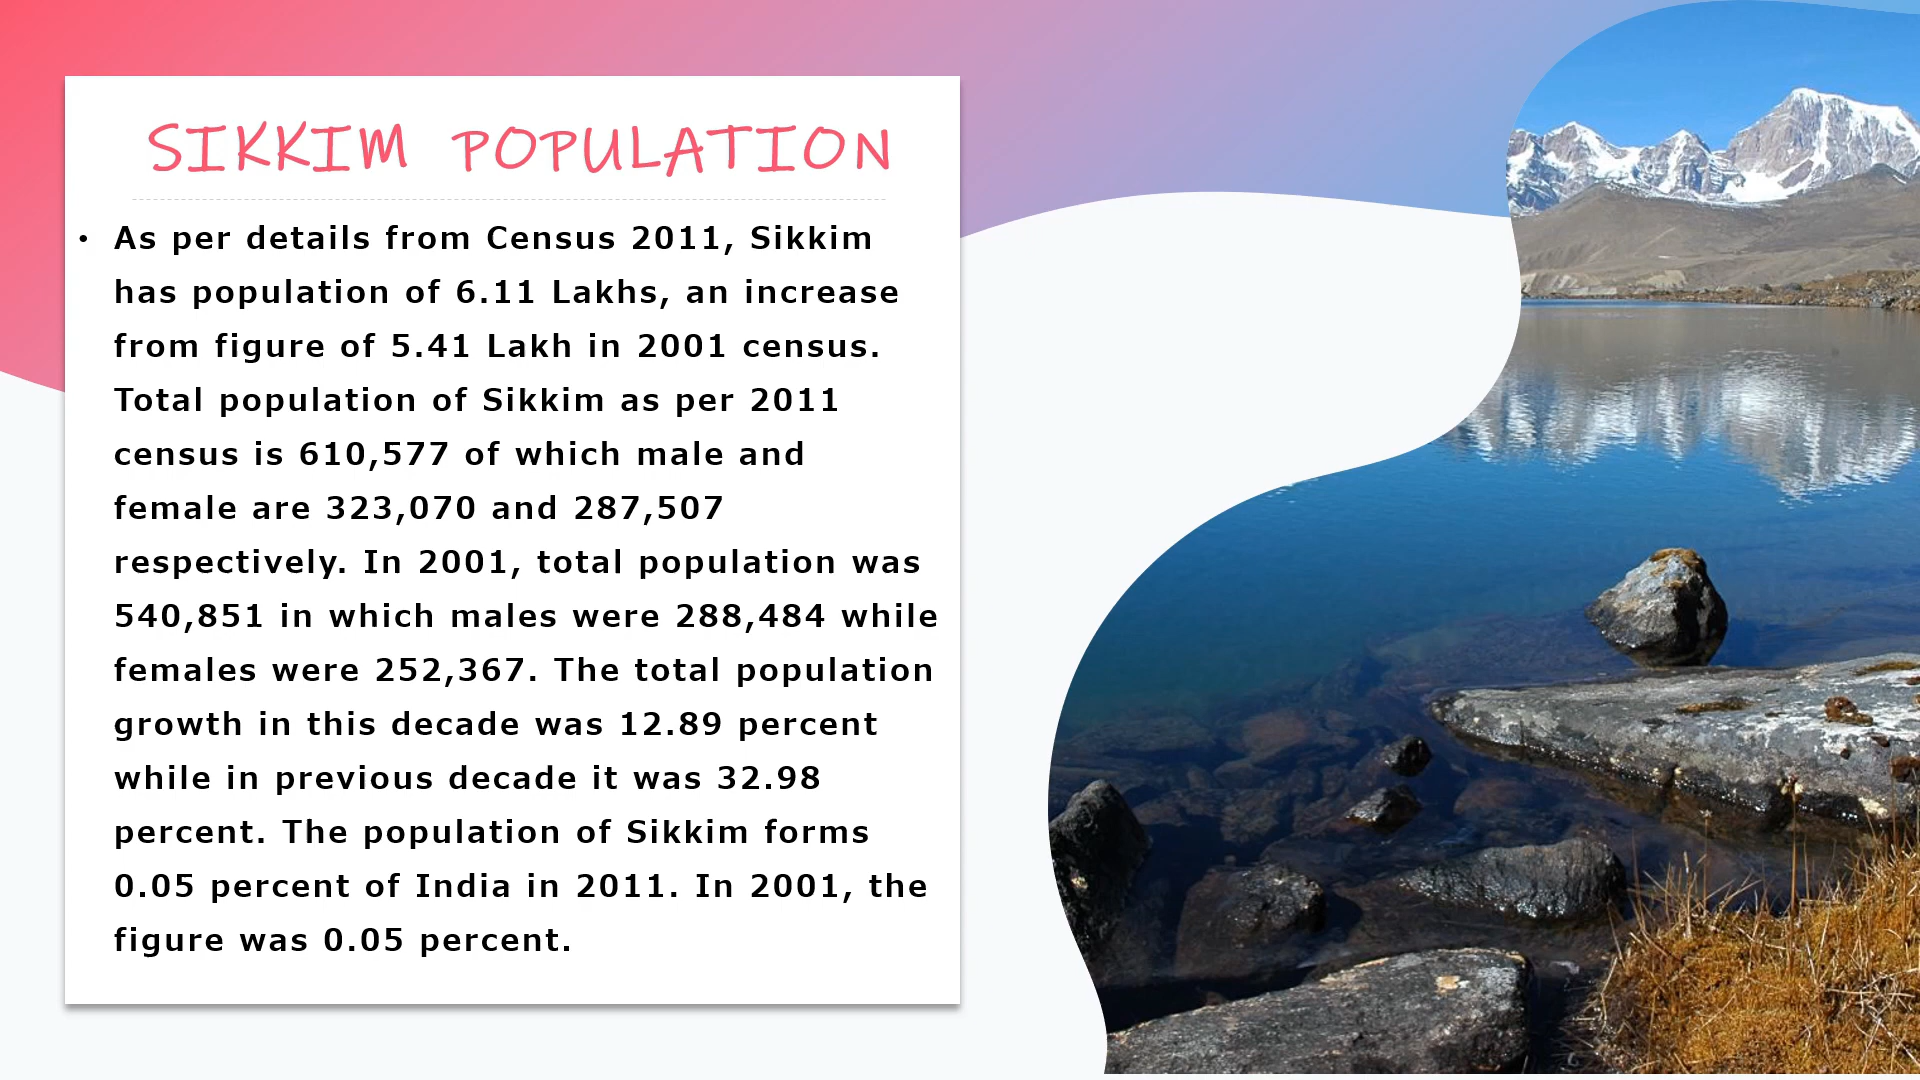 SIKKIM POPULATION
• As per details from Census 2011, Sikkim
has population of 6.11 Lakhs, an increase
from figure of 5.41 Lakh in 2001 census.
Total population of Sikkim as per 2011
census is 610,577 of which male and
female are 323,070 and 287,507
respectively. In 2001, total population was
540,851 in which males were 288,484 while
females were 252,367. The total population
growth in this decade was 12.89 percent
while in previous decade it was 32.98
percent. The population of Sikkim forms
0.05 percent of India in 2011. In 2001, the
figure was 0.05 percent.